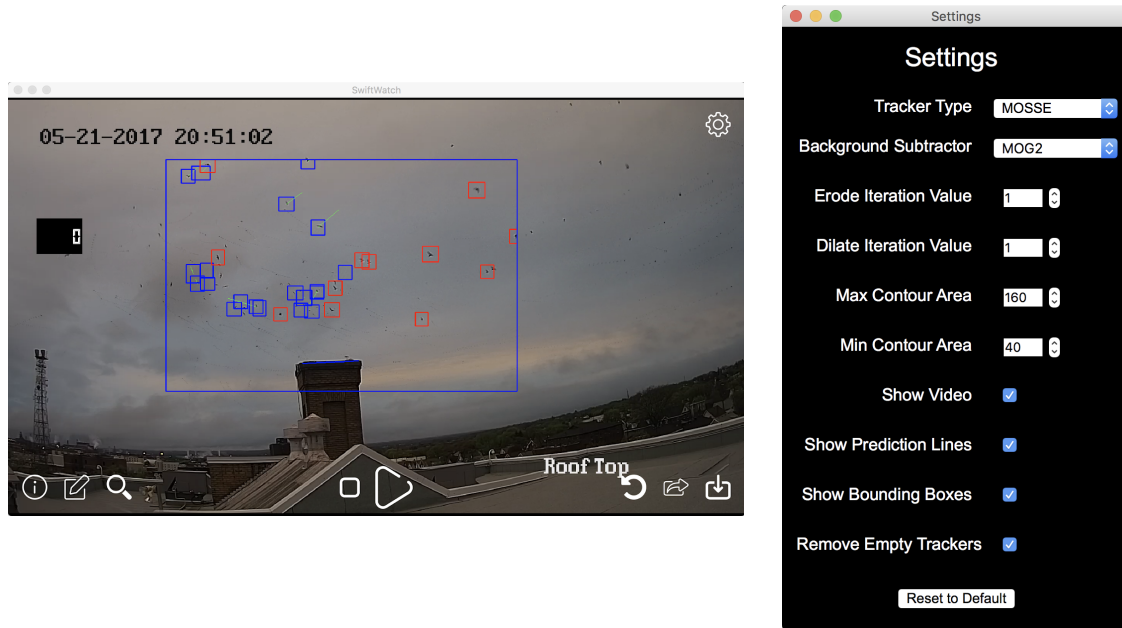 SwiftWatch
05-21-2017 20:51:02
0
Roof Top
Settings
Settings
Tracker Type MOSSE
Background Subtractor MOG2
Erode Iteration Value 1
Dilate Iteration Value 1
Max Contour Area 160
Min Contour Area 40
Show Video
Show Prediction Lines
Show Bounding Boxes
Remove Empty Trackers
Reset to Default